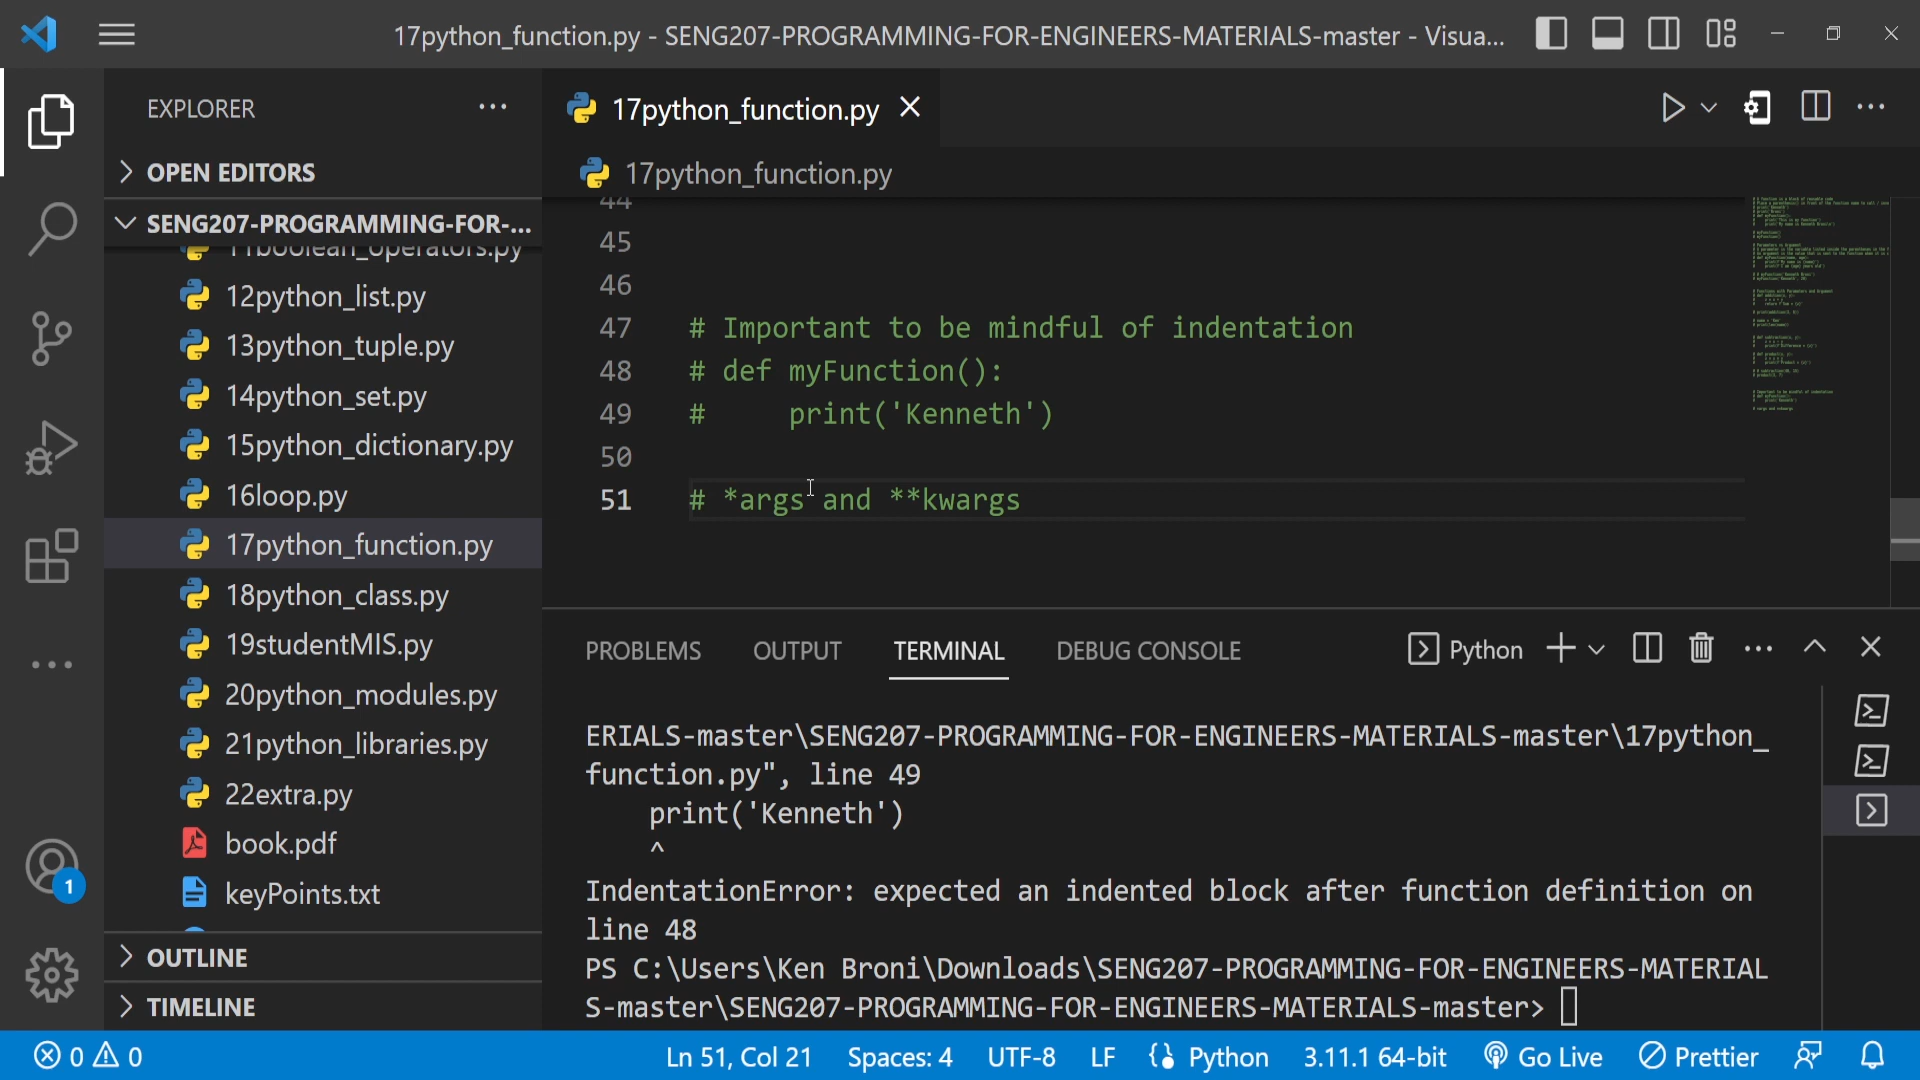 17python_function.py - SENG207-PROGRAMMING-FOR-ENGINEERS-MATERIALS-master - Visua...
EXPLORER
OPEN EDITORS
SENG207-PROGRAMMING-FOR-...
11boolean_operators.py
12python_list.py
13python_tuple.py
14python_set.py
15python_dictionary.py
16loop.py
17python_function.py
18python_class.py
19studentMIS.py
20python_modules.py
21python_libraries.py
22extra.py
book.pdf
keyPoints.txt
OUTLINE
TIMELINE
1
17python_function.py
17python_function.py
44
45
46
47 # Important to be mindful of indentation
48 # def myFunction():
49 #     print('Kenneth')
50
51 # *args and **kwargs
PROBLEMS OUTPUT TERMINAL DEBUG CONSOLE Python
ERIALS-master\SENG207-PROGRAMMING-FOR-ENGINEERS-MATERIALS-master\17python_
function.py", line 49
    print('Kenneth')
    ^
IndentationError: expected an indented block after function definition on
line 48
PS C:\Users\Ken Broni\Downloads\SENG207-PROGRAMMING-FOR-ENGINEERS-MATERIAL
S-master\SENG207-PROGRAMMING-FOR-ENGINEERS-MATERIALS-master>
0 0 Ln 51, Col 21 Spaces: 4 UTF-8 LF Python 3.11.1 64-bit Go Live Prettier